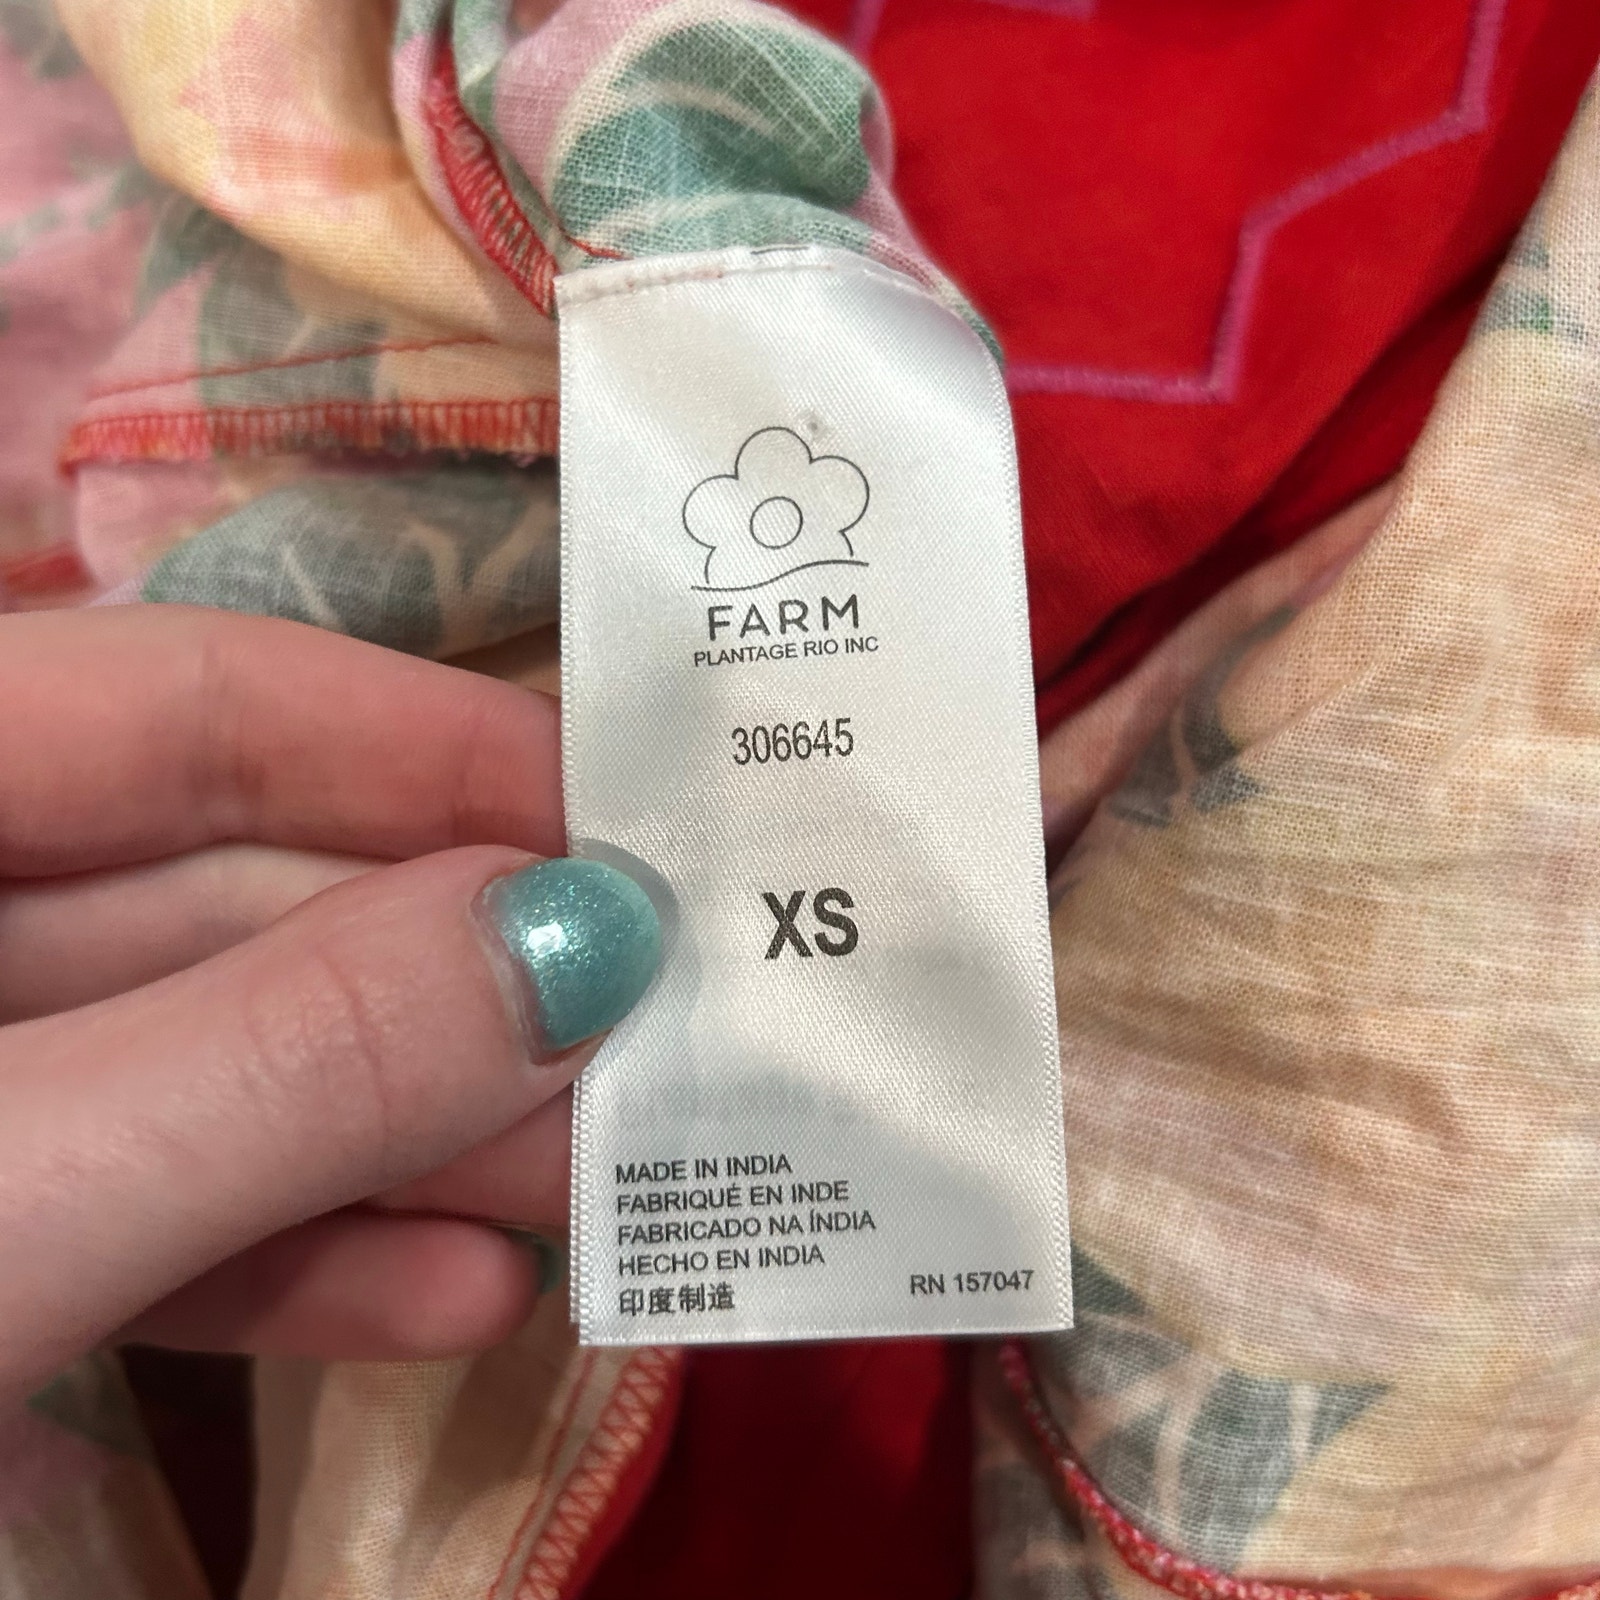 FARM
PLANTAGE RIO INC
306645
XS
MADE IN INDIA
FABRIQUÉ EN INDE
FABRICADO NA ÍNDIA
HECHO EN INDIA
印度制造
RN 157047